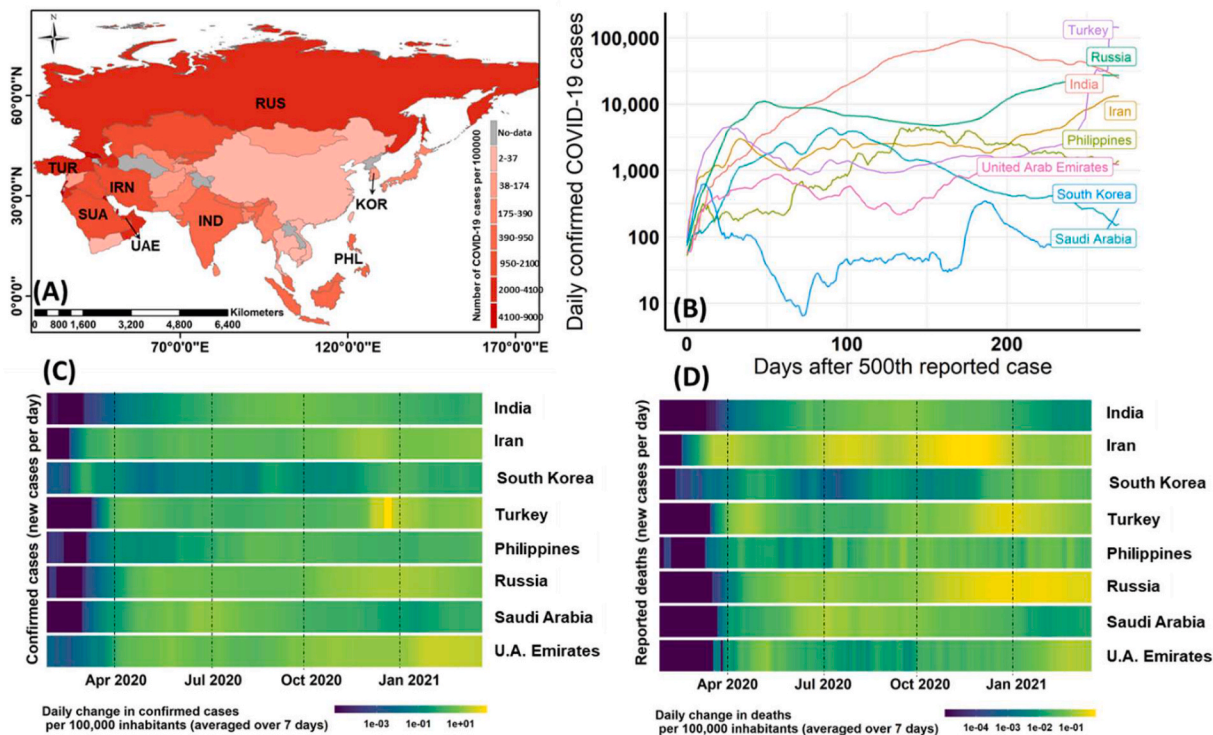 N
60°0'0"N
30°0'0"N
0°0'0"
RUS
TUR
IRN
SUA
UAE
IND
KOR
PHL
(A)
Kilometers
0 800 1,600 3,200 4,800 6,400
70°0'0"E 120°0'0"E 170°0'0"E
Number of COVID-19 cases per 100000
No-data
2-37
38-174
175-390
390-950
950-2100
2000-4100
4100-9000
Daily confirmed COVID-19 cases
100,000
10,000
1,000
100
10
Turkey
Russia
India
Iran
Philippines
United Arab Emirates
South Korea
Saudi Arabia
(B)
0 100 200
Days after 500th reported case
(C)
Confirmed cases (new cases per day)
India
Iran
South Korea
Turkey
Philippines
Russia
Saudi Arabia
U.A. Emirates
Apr 2020 Jul 2020 Oct 2020 Jan 2021
Daily change in confirmed cases
per 100,000 inhabitants (averaged over 7 days)
1e-03 1e-01 1e+01
(D)
Reported deaths (new cases per day)
India
Iran
South Korea
Turkey
Philippines
Russia
Saudi Arabia
U.A. Emirates
Apr 2020 Jul 2020 Oct 2020 Jan 2021
Daily change in deaths
per 100,000 inhabitants (averaged over 7 days)
1e-04 1e-03 1e-02 1e-01